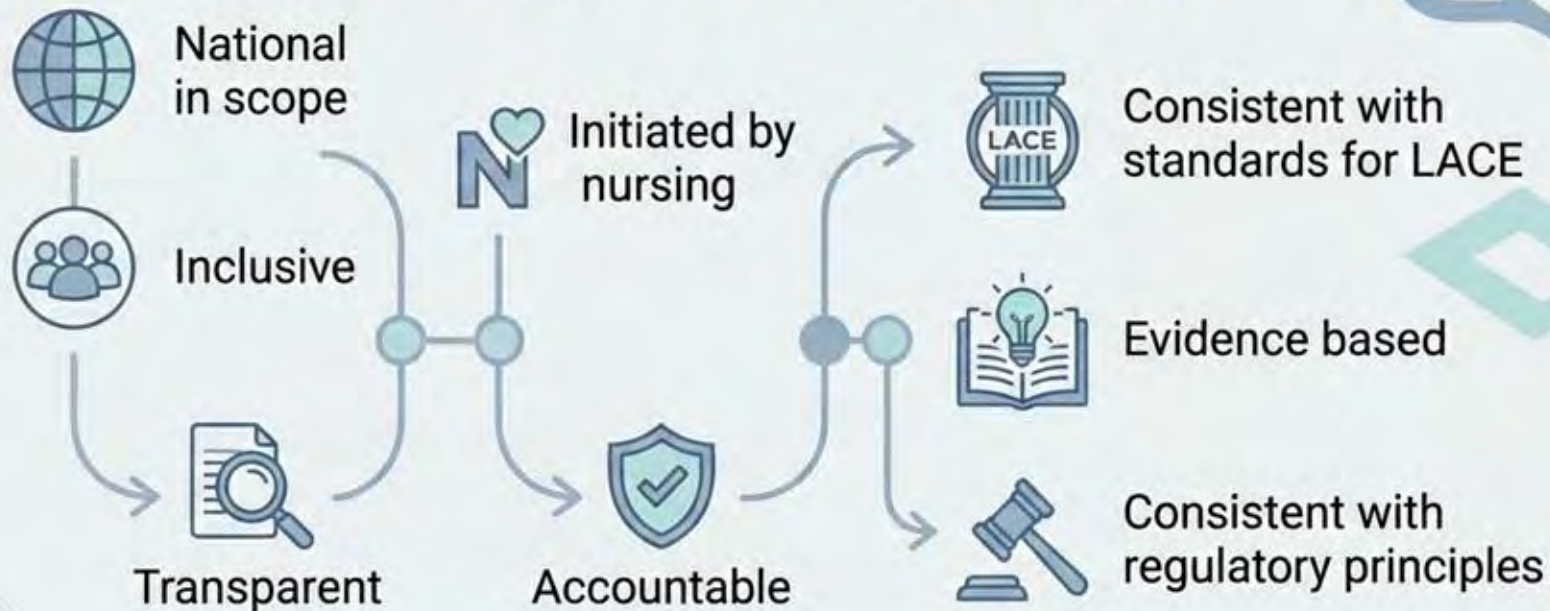 National
in scope
Inclusive
Transparent
N
Initiated by
nursing
Accountable
LACE
Consistent with
standards for LACE
Evidence based
Consistent with
regulatory principles